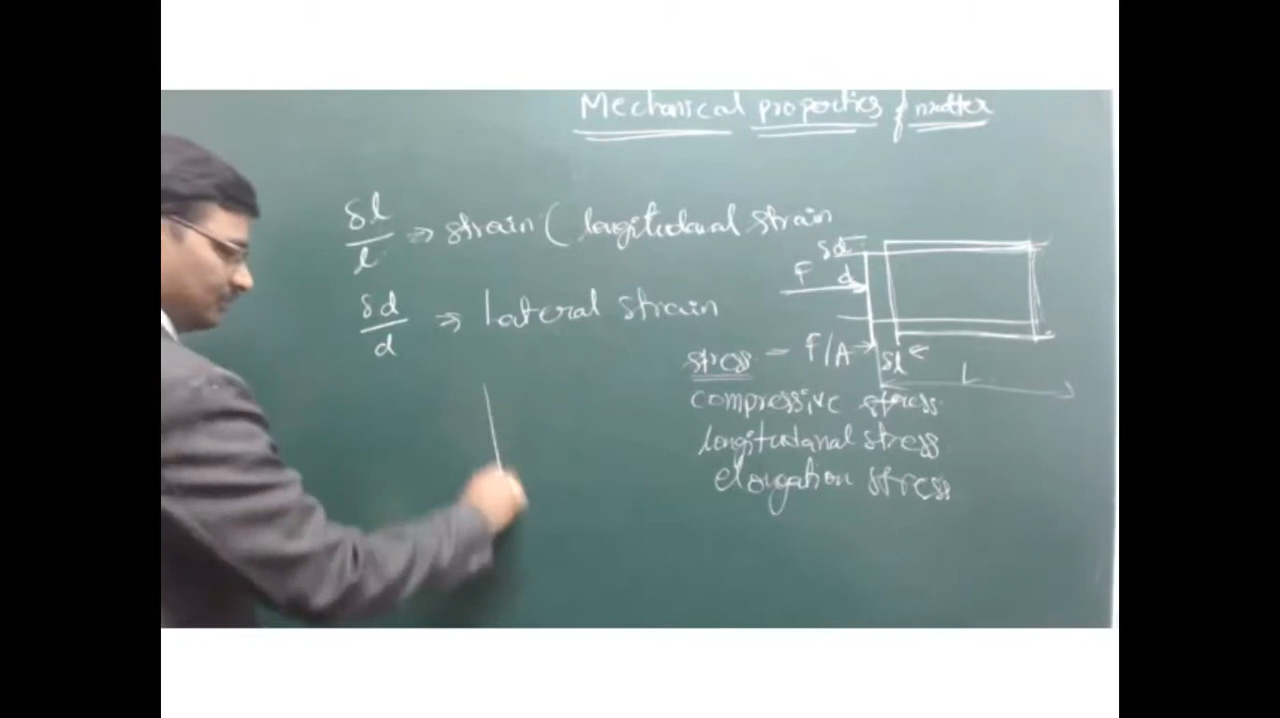 Mechanical properties of matter
δl/l ⇒ strain ( longitudanal strain
δd/d ⇒ Lateral strain
δd
F d
stress = F/A
δl
L
compressive stress
longitudanal stress
elongation stress